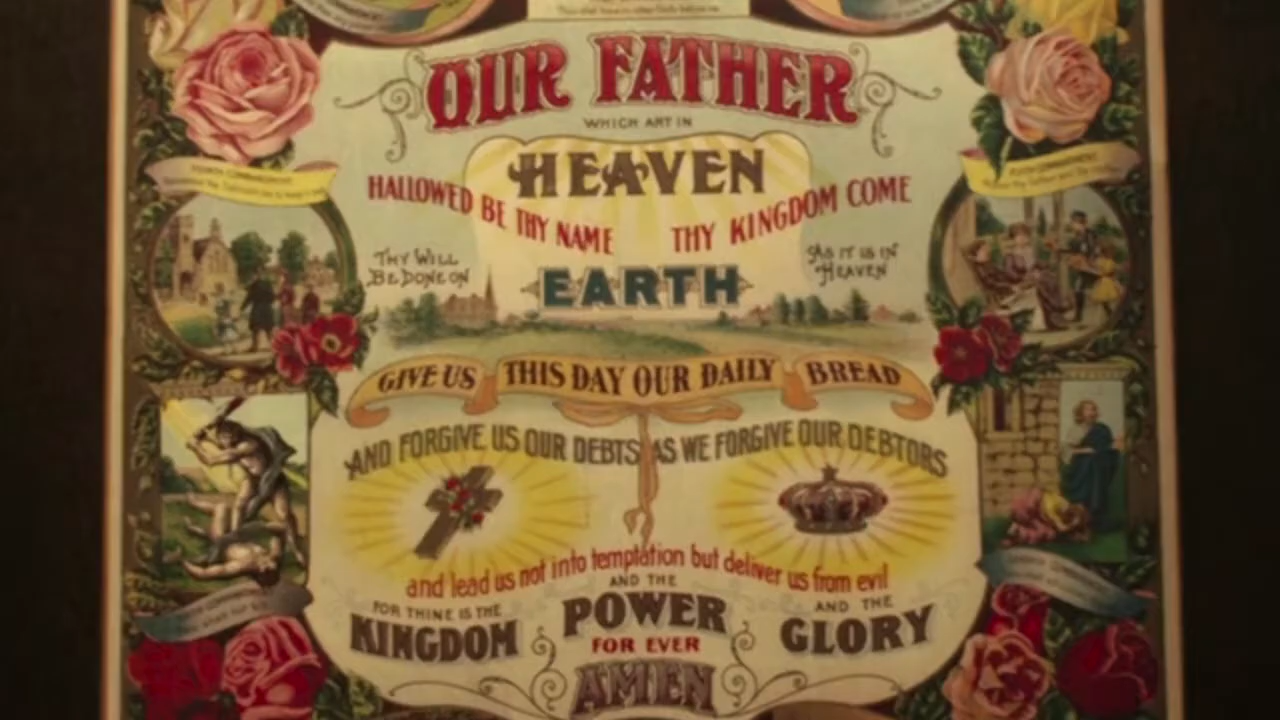 OUR FATHER
WHICH ART IN
HEAVEN
HALLOWED BE THY NAME THY KINGDOM COME
THY WILL
BE DONE ON
EARTH
AS IT IS IN
HEAVEN
GIVE US THIS DAY OUR DAILY BREAD
AND FORGIVE US OUR DEBTS AS WE FORGIVE OUR DEBTORS
and lead us not into temptation but deliver us from evil
FOR THINE IS THE
KINGDOM
AND THE
POWER
AND THE
GLORY
FOR EVER
AMEN